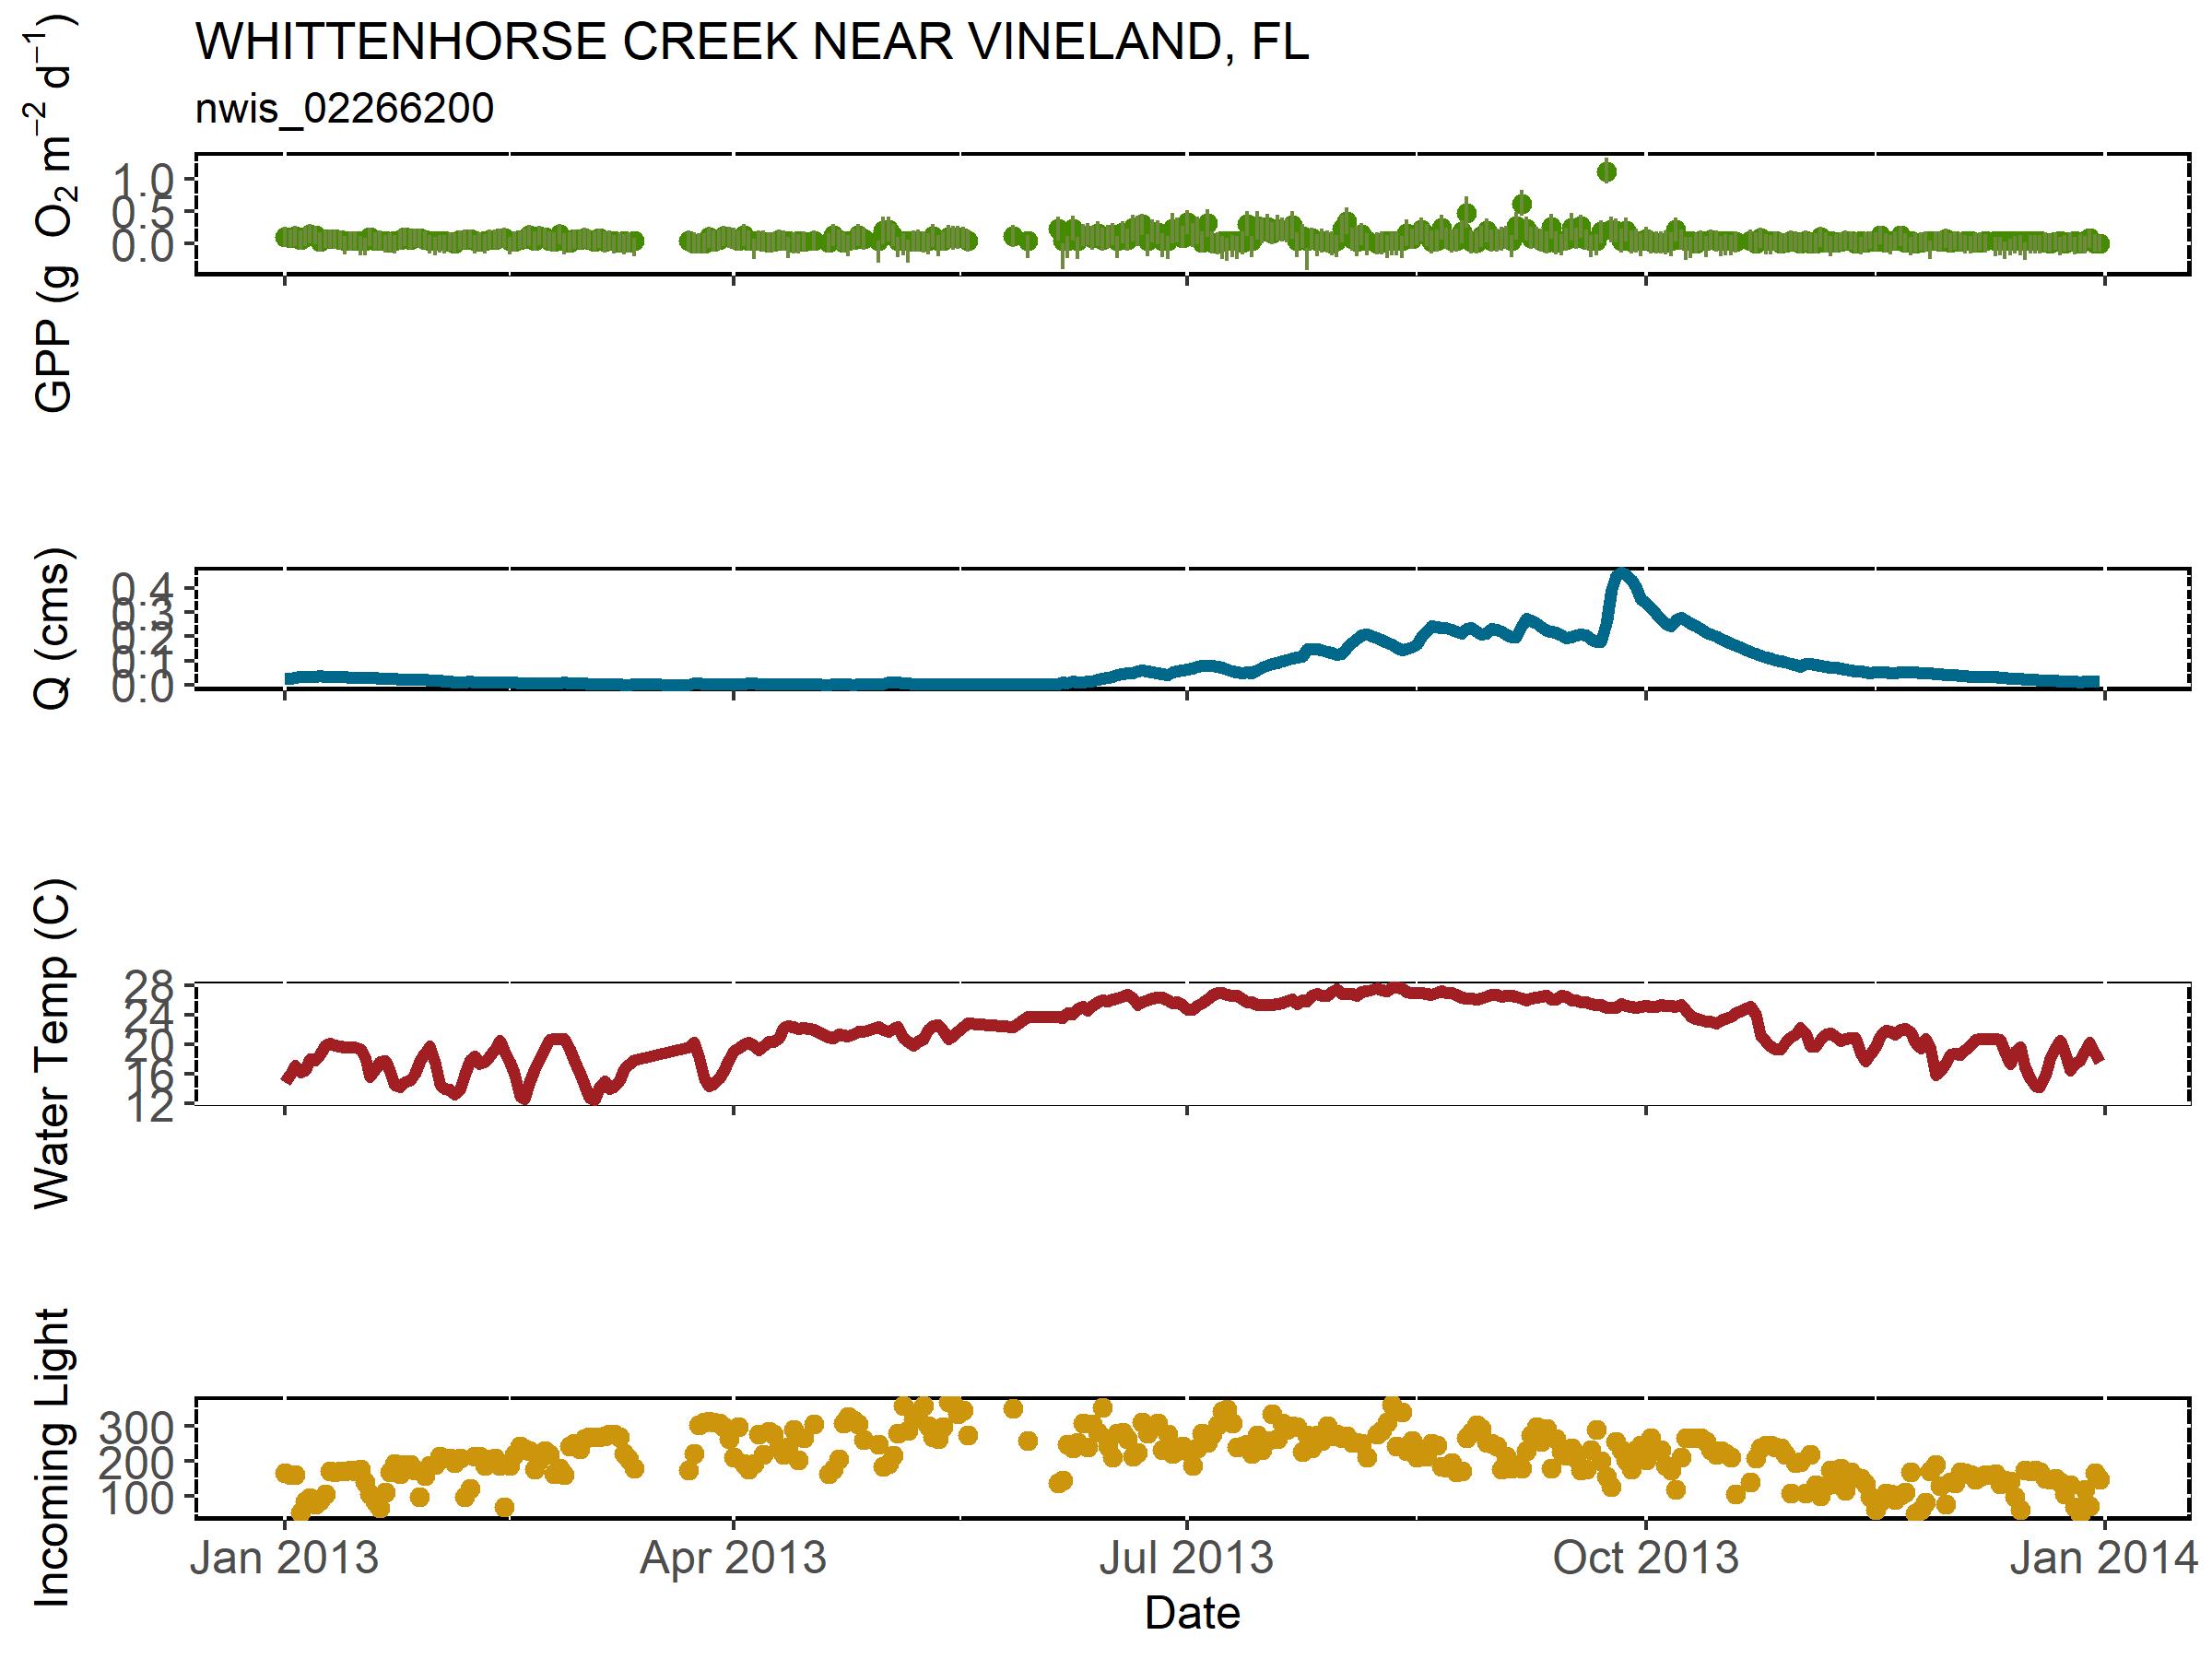 WHITTENHORSE CREEK NEAR VINELAND, FL
nwis_02266200
GPP (g O₂ m⁻² d⁻¹)
1.0
0.5
0.0
Q (cms)
0.4
0.3
0.2
0.1
0.0
Water Temp (C)
28
24
20
16
12
Incoming Light
300
200
100
Jan 2013 Apr 2013 Jul 2013 Oct 2013 Jan 2014
Date